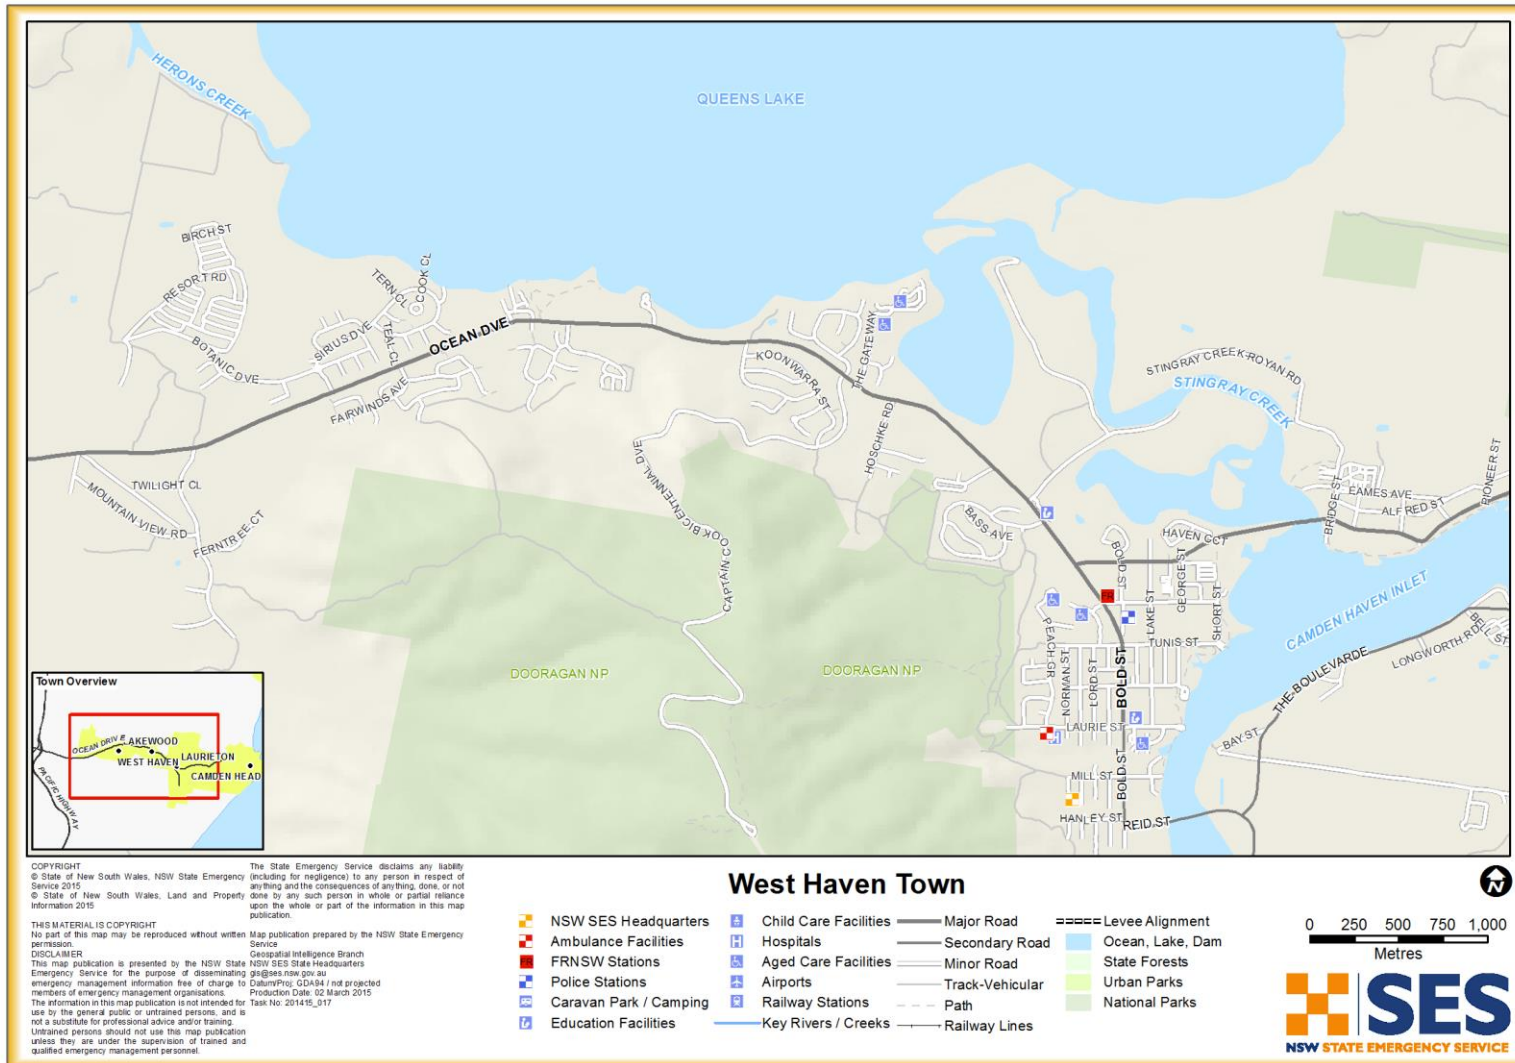 HERONS CREEK
QUEENS LAKE
BIRCH ST
RESORT RD
TERN CL
COOK CL
SIRIUS DVE
TEAL CL
OCEAN DVE
BOTANIC DVE
FAIRWINDS AVE
KOONWARRA ST
THE GATEWAY
STINGRAY CREEK-ROYAN RD
STINGRAY CREEK
HOSCHKE RD
CAPTAIN COOK BICENTENNIAL DVE
TWILIGHT CL
MOUNTAIN VIEW RD
FERNTREE CT
BASS AVE
BOLD ST
HAVEN CCT
BRIDGE ST
EAMES AVE
ALFRED ST
PIONEER ST
GEORGE ST
LAKE ST
SHORT ST
FR
CAMDEN HAVEN INLET
PEACH GR
TUNIS ST
NORMAN ST
LORD ST
BOLD ST
BELL ST
LONGWORTH RD
THE BOULEVARDE
DOORAGAN NP
DOORAGAN NP
LAURIE ST
BAY ST
MILL ST
BOLD ST
HANLEY ST
REID ST
Town Overview
OCEAN DRIVE
LAKEWOOD
WEST HAVEN
LAURIETON
CAMDEN HEAD
PACIFIC HIGHWAY
COPYRIGHT
© State of New South Wales, NSW State Emergency
Service 2015
© State of New South Wales, Land and Property
Information 2015
THIS MATERIAL IS COPYRIGHT
No part of this map may be reproduced without written
permission.
DISCLAIMER
This map publication is presented by the NSW State
Emergency Service for the purpose of disseminating
emergency management information free of charge to
members of emergency management organisations.
The information in this map publication is not intended for
use by the general public or untrained persons, and is
not a substitute for professional advice and/or training.
Untrained persons should not use this map publication
unless they are under the supervision of trained and
qualified emergency management personnel.
The State Emergency Service disclaims any liability
(including for negligence) to any person in respect of
anything and the consequences of anything, done, or not
done by any such person in whole or partial reliance
upon the whole or part of the information in this map
publication.
Map publication prepared by the NSW State Emergency
Service
Geospatial Intelligence Branch
NSW SES State Headquarters
gis@ses.nsw.gov.au
Datum/Proj: GDA94 / not projected
Production Date: 02 March 2015
Task No: 201415_017
West Haven Town
NSW SES Headquarters
Ambulance Facilities
FR FRNSW Stations
Police Stations
Caravan Park / Camping
Education Facilities
Child Care Facilities
H Hospitals
Aged Care Facilities
Airports
Railway Stations
Key Rivers / Creeks
Major Road
Secondary Road
Minor Road
Track-Vehicular
Path
Railway Lines
Levee Alignment
Ocean, Lake, Dam
State Forests
Urban Parks
National Parks
N
0 250 500 750 1,000
Metres
SES
NSW STATE EMERGENCY SERVICE